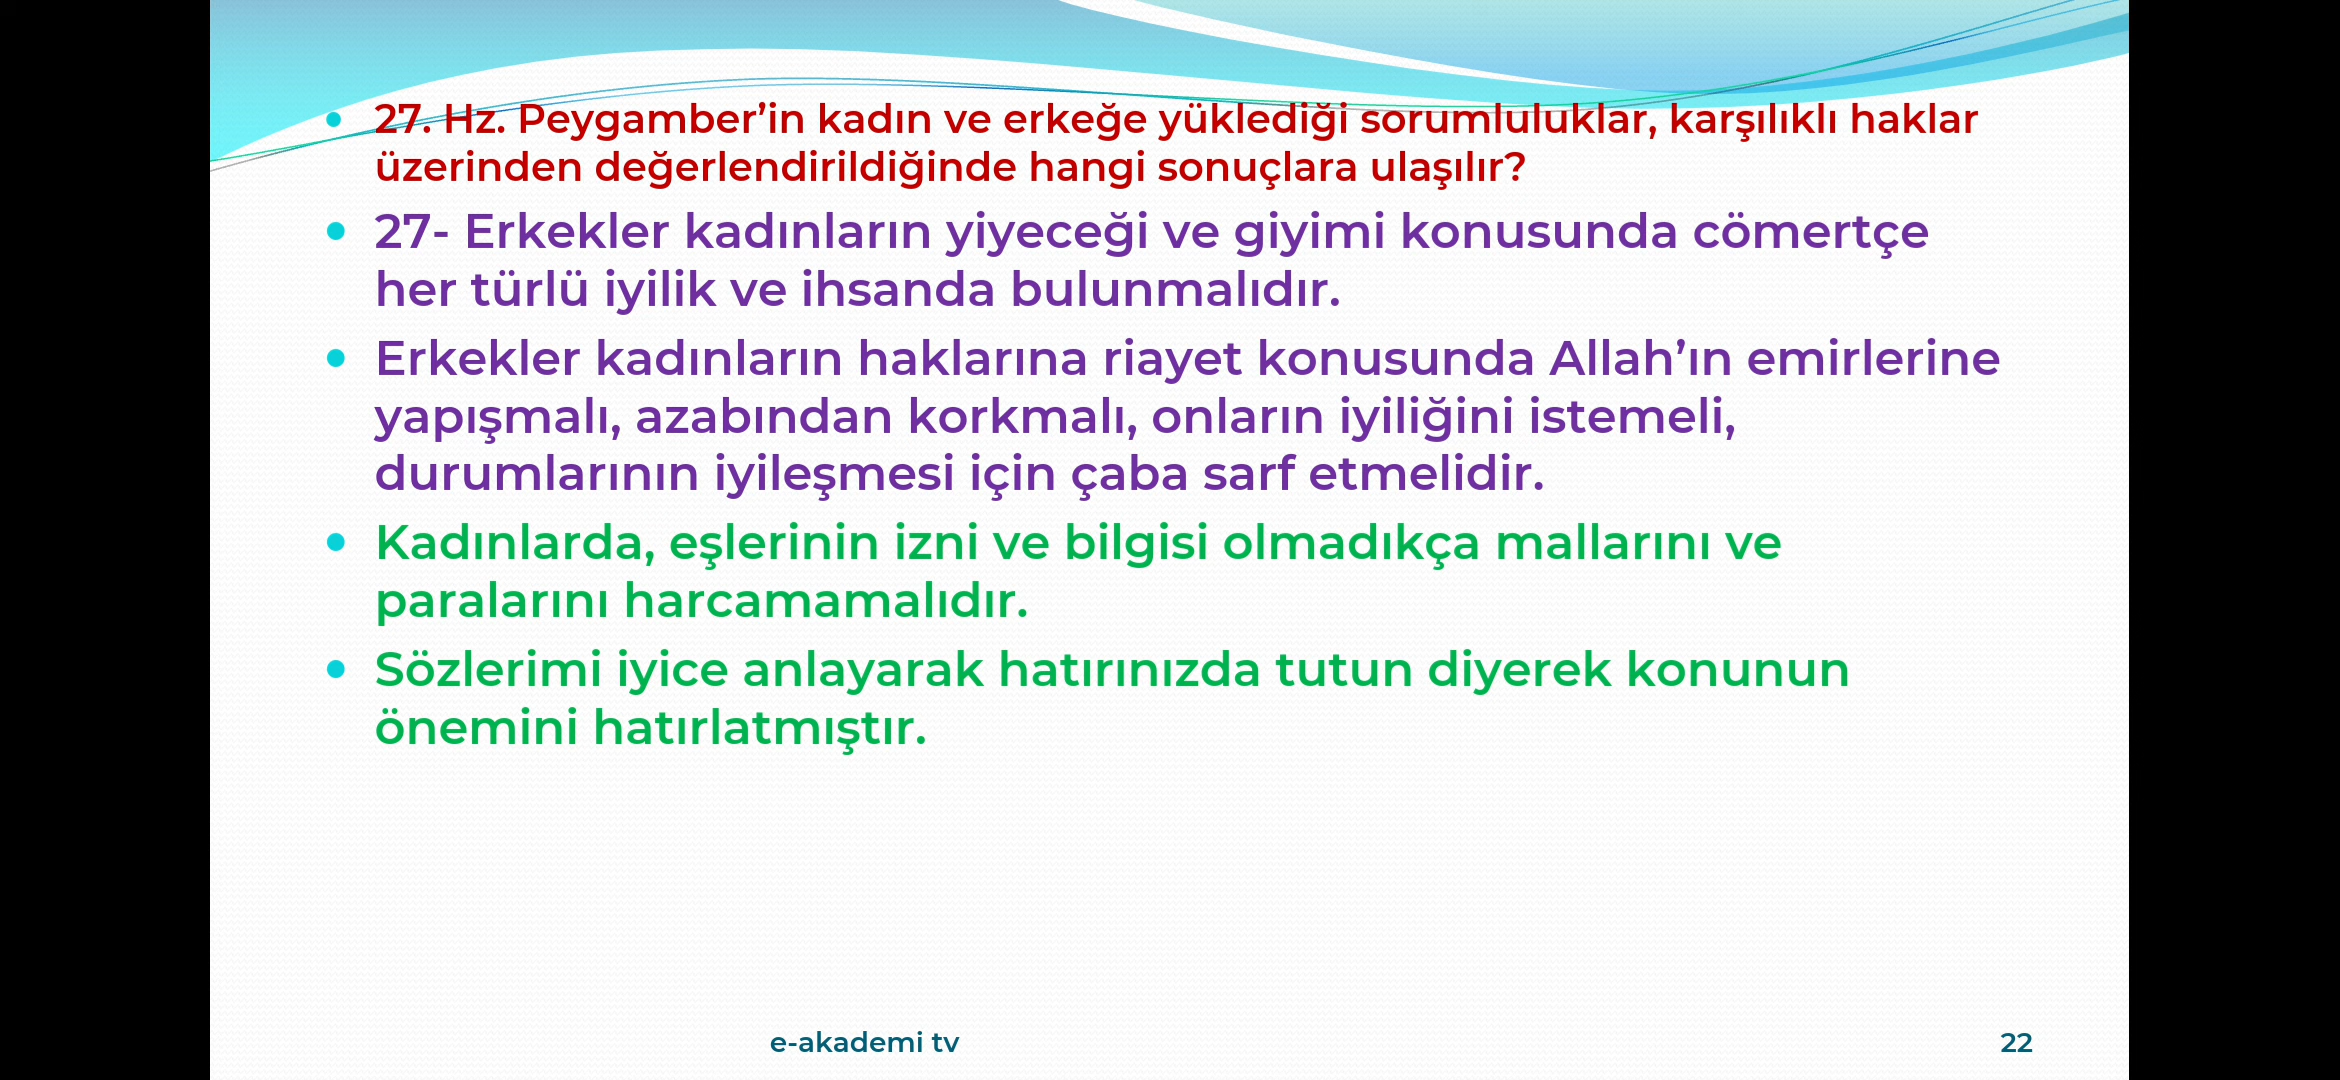 • 27. Hz. Peygamber’in kadın ve erkeğe yüklediği sorumluluklar, karşılıklı haklar
üzerinden değerlendirildiğinde hangi sonuçlara ulaşılır?
• 27- Erkekler kadınların yiyeceği ve giyimi konusunda cömertçe
her türlü iyilik ve ihsanda bulunmalıdır.
• Erkekler kadınların haklarına riayet konusunda Allah’ın emirlerine
yapışmalı, azabından korkmalı, onların iyiliğini istemeli,
durumlarının iyileşmesi için çaba sarf etmelidir.
• Kadınlarda, eşlerinin izni ve bilgisi olmadıkça mallarını ve
paralarını harcamamalıdır.
• Sözlerimi iyice anlayarak hatırınızda tutun diyerek konunun
önemini hatırlatmıştır.
e-akademi tv
22